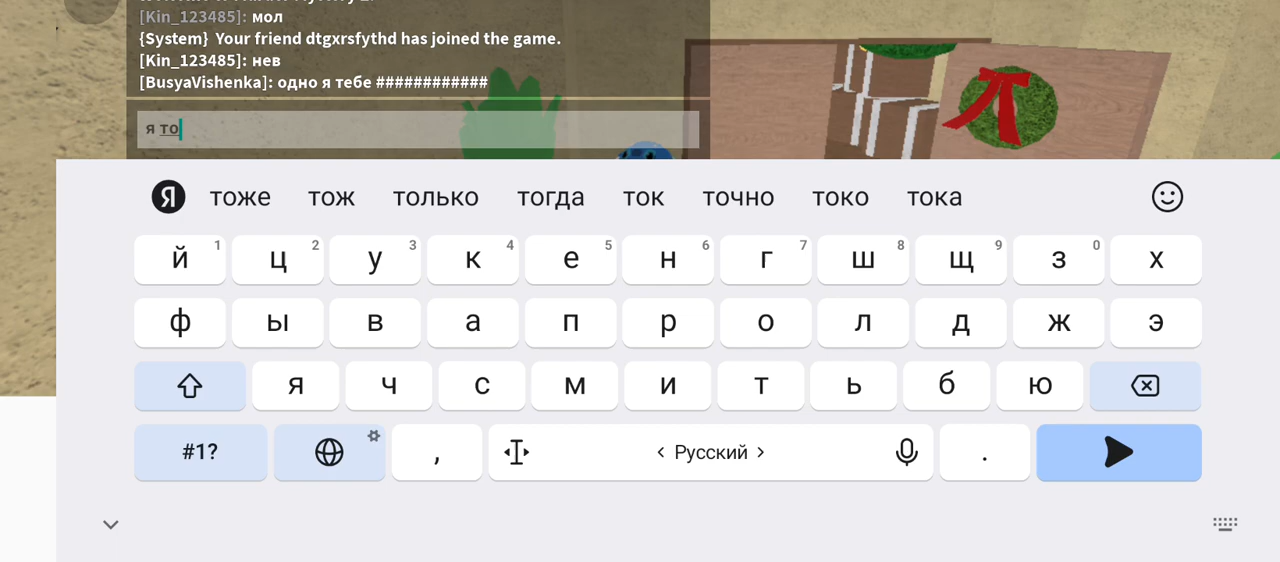 [Kin_123485]: мол
{System} Your friend dtgxrsfythd has joined the game.
[Kin_123485]: нев
[BusyaVishenka]: одно я тебе ############
я то
Я тоже тож только тогда ток точно токо тока
й 1 ц 2 у 3 к 4 е 5 н 6 г 7 ш 8 щ 9 з 0 х
ф ы в а п р о л д ж э
я ч с м и т ь б ю
#1? , < Русский > .